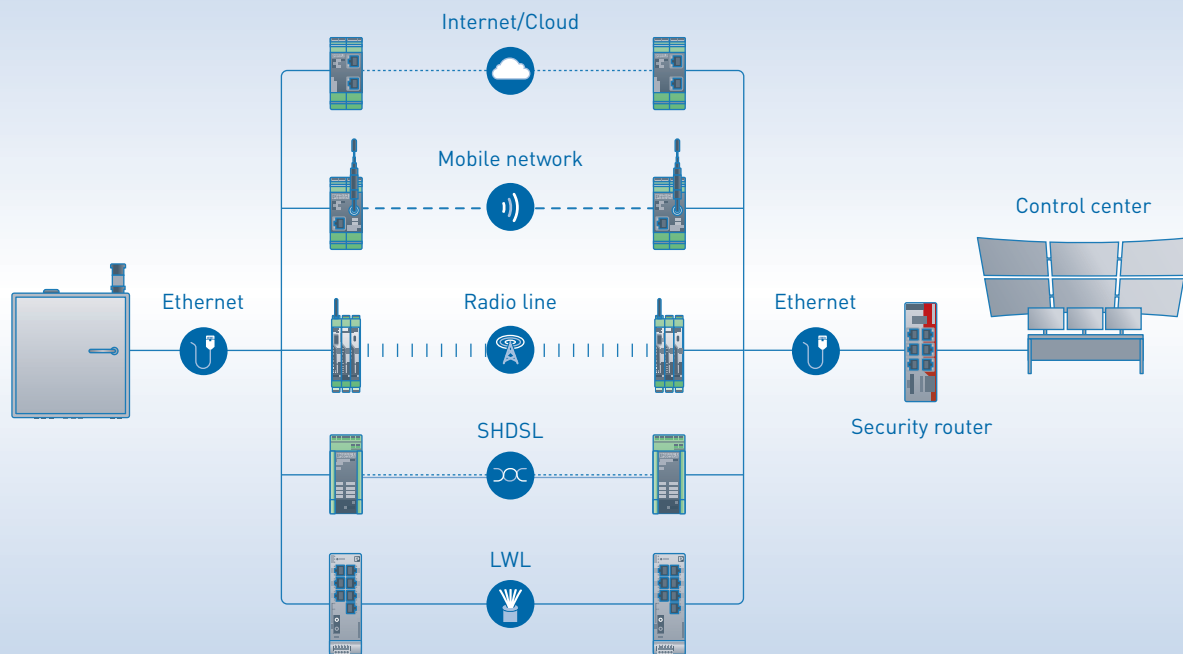 Internet/Cloud
Mobile network
Control center
Ethernet
Radio line
Ethernet
SHDSL
Security router
LWL